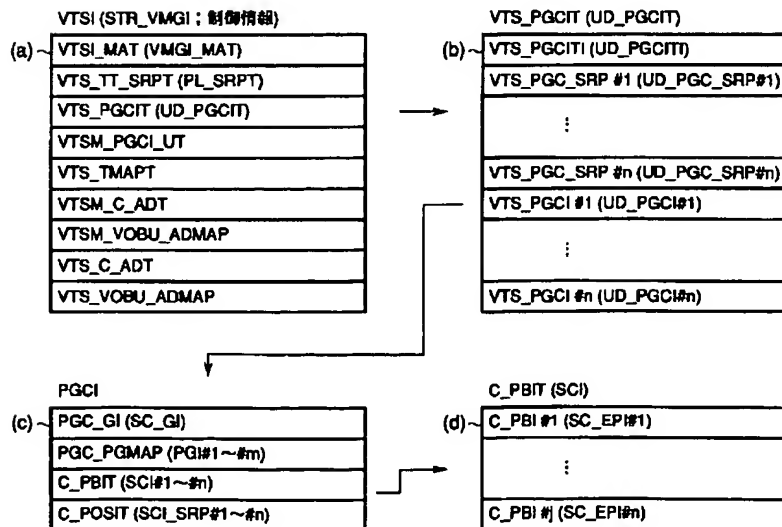 VTSI (STR_VMGI ; 制御情報)
(a)
VTSI_MAT (VMGI_MAT)
VTS_TT_SRPT (PL_SRPT)
VTS_PGCIT (UD_PGCIT)
VTSM_PGCI_UT
VTS_TMAPT
VTSM_C_ADT
VTSM_VOBU_ADMAP
VTS_C_ADT
VTS_VOBU_ADMAP
VTS_PGCIT (UD_PGCIT)
(b)
VTS_PGCITI (UD_PGCITI)
VTS_PGC_SRP #1 (UD_PGC_SRP#1)
⋮
VTS_PGC_SRP #n (UD_PGC_SRP#n)
VTS_PGCI #1 (UD_PGCI#1)
⋮
VTS_PGCI #n (UD_PGCI#n)
PGCI
(c)
PGC_GI (SC_GI)
PGC_PGMAP (PGI#1～#m)
C_PBIT (SCI#1～#n)
C_POSIT (SCI_SRP#1～#n)
C_PBIT (SCI)
(d)
C_PBI #1 (SC_EPI#1)
⋮
C_PBI #j (SC_EPI#n)